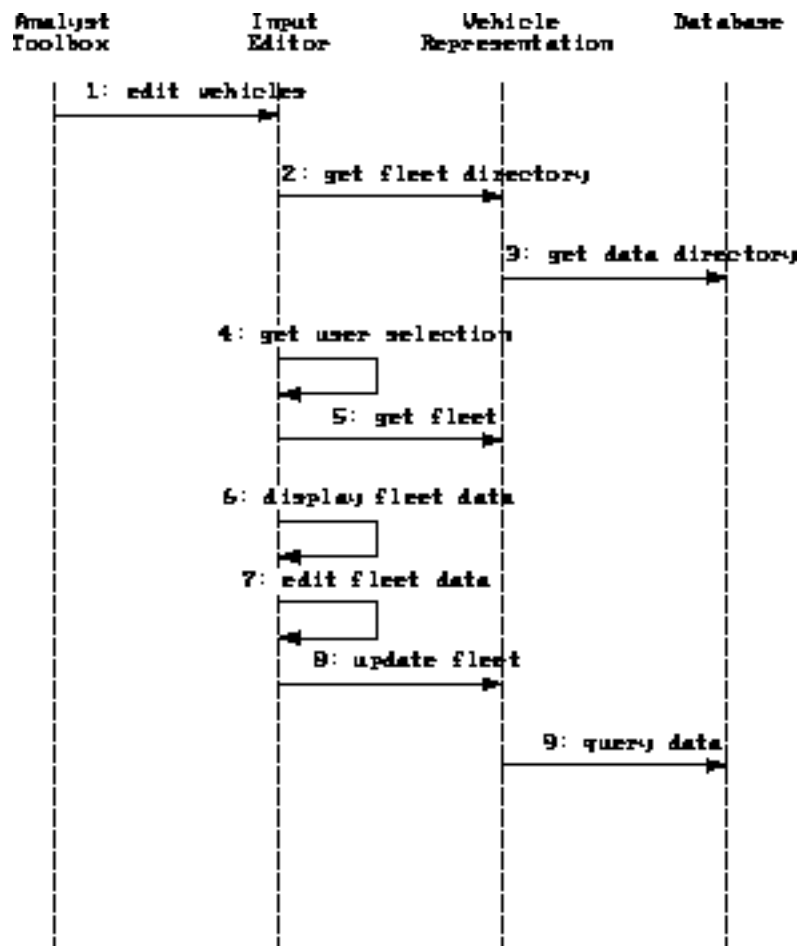 Analyst Toolbox
Input Editor
Vehicle Representation
Database
1: edit vehicles
2: get fleet directory
3: get data directory
4: get user selection
5: get fleet
6: display fleet data
7: edit fleet data
8: update fleet
9: query data